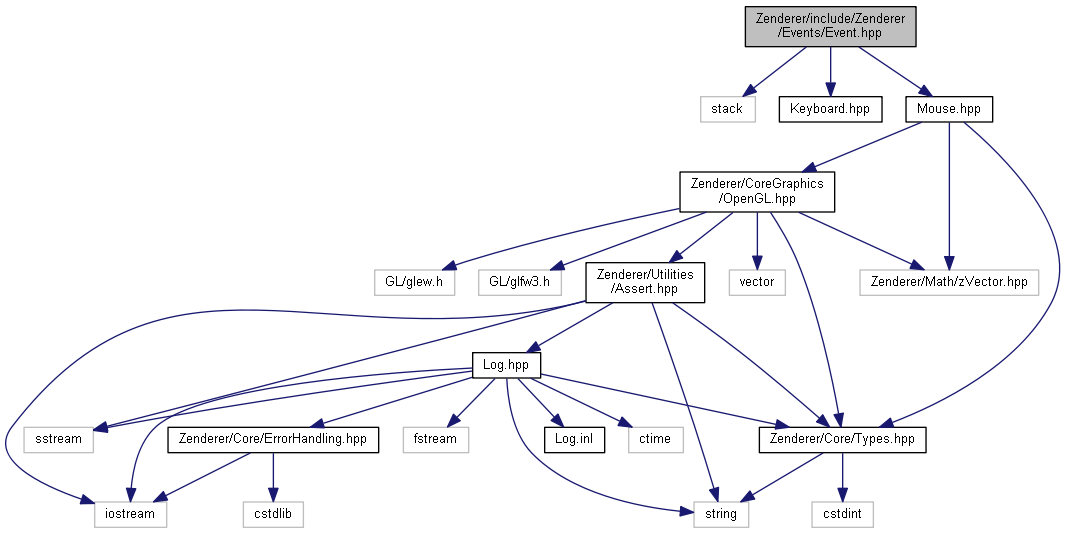 Zenderer/include/Zenderer
/Events/Event.hpp
stack
Keyboard.hpp
Mouse.hpp
Zenderer/CoreGraphics
/OpenGL.hpp
GL/glew.h
GL/glfw3.h
Zenderer/Utilities
/Assert.hpp
vector
Zenderer/Math/zVector.hpp
Log.hpp
sstream
Zenderer/Core/ErrorHandling.hpp
fstream
Log.inl
ctime
Zenderer/Core/Types.hpp
iostream
cstdlib
string
cstdint